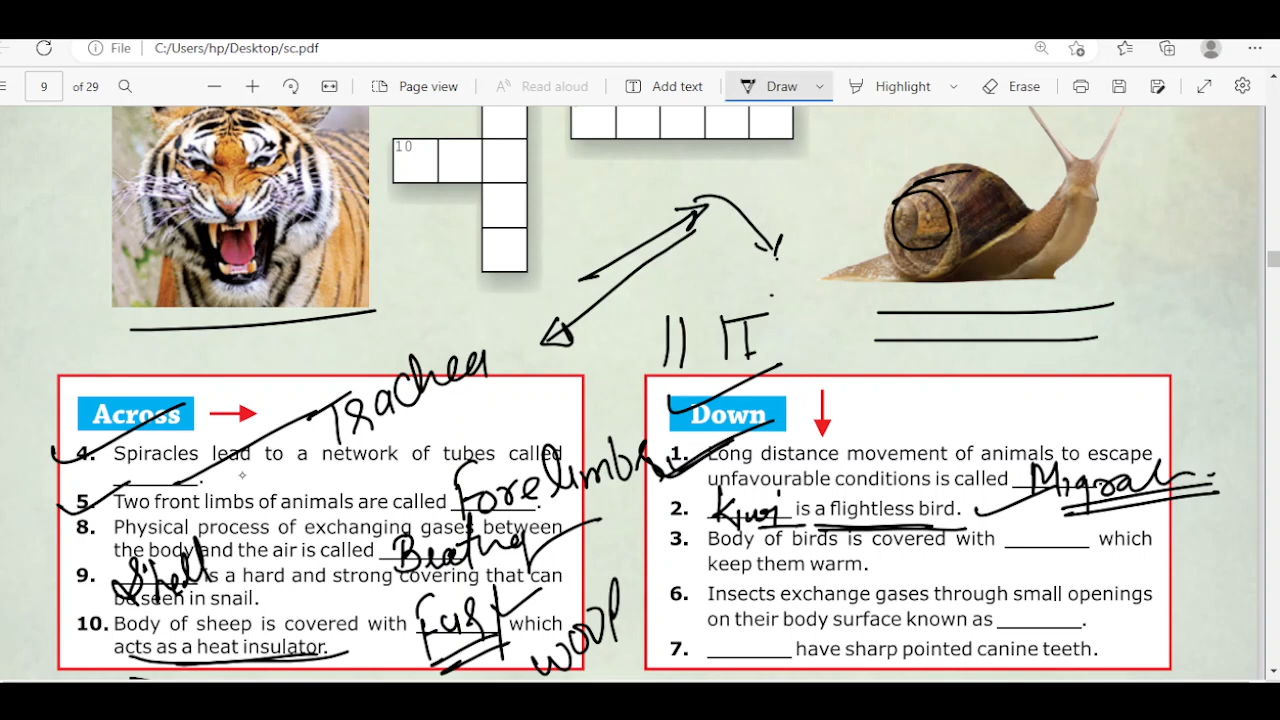 File C:/Users/hp/Desktop/sc.pdf
9 of 29 Page view Read aloud Add text Draw Highlight Erase
10
11 IT
Across
Trachea
4. Spiracles lead to a network of tubes called
________.
5. Two front limbs of animals are called Forelimbs.
8. Physical process of exchanging gases between
the body and the air is called
9. Shell is a hard and strong covering that can
be seen in snail.
10. Body of sheep is covered with Fur which
acts as a heat insulator.
Down
1. Long distance movement of animals to escape
unfavourable conditions is called
2. Kiwi is a flightless bird.
3. Body of birds is covered with ________ which
keep them warm.
6. Insects exchange gases through small openings
on their body surface known as ________.
7. ________ have sharp pointed canine teeth.